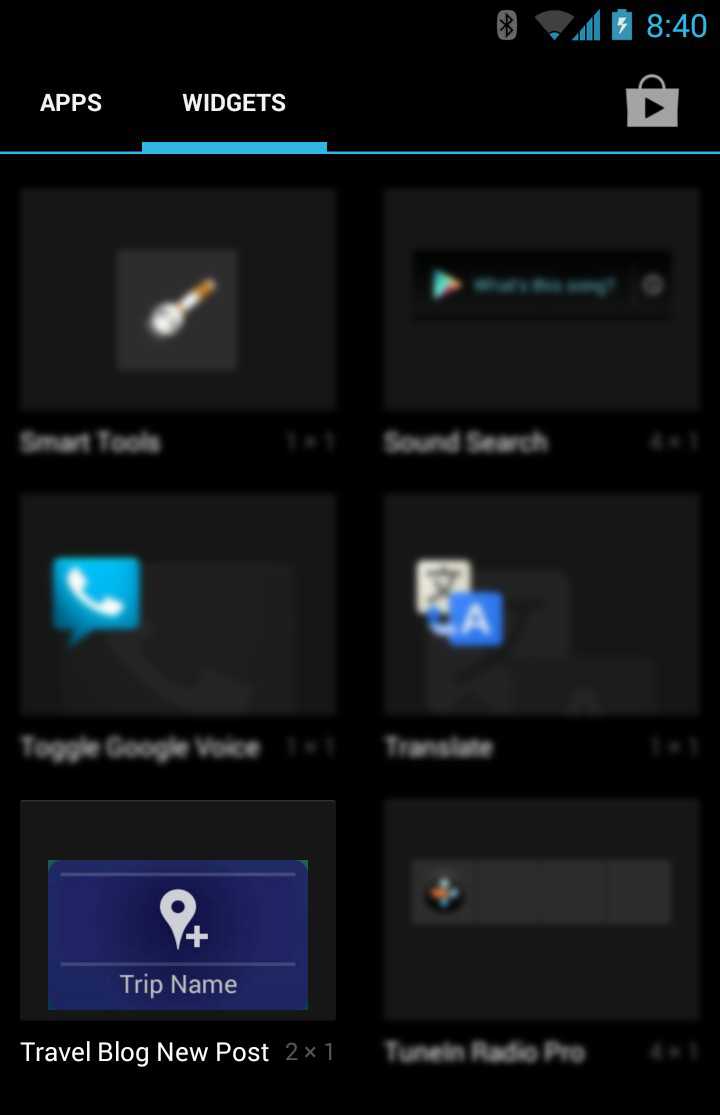 8:40
APPS WIDGETS
What's this song?
Smart Tools 1 × 1 Sound Search 4 × 1
文 A
Toggle Google Voice 1 × 1 Translate 1 × 1
Trip Name
Travel Blog New Post 2 × 1 TuneIn Radio Pro 4 × 1